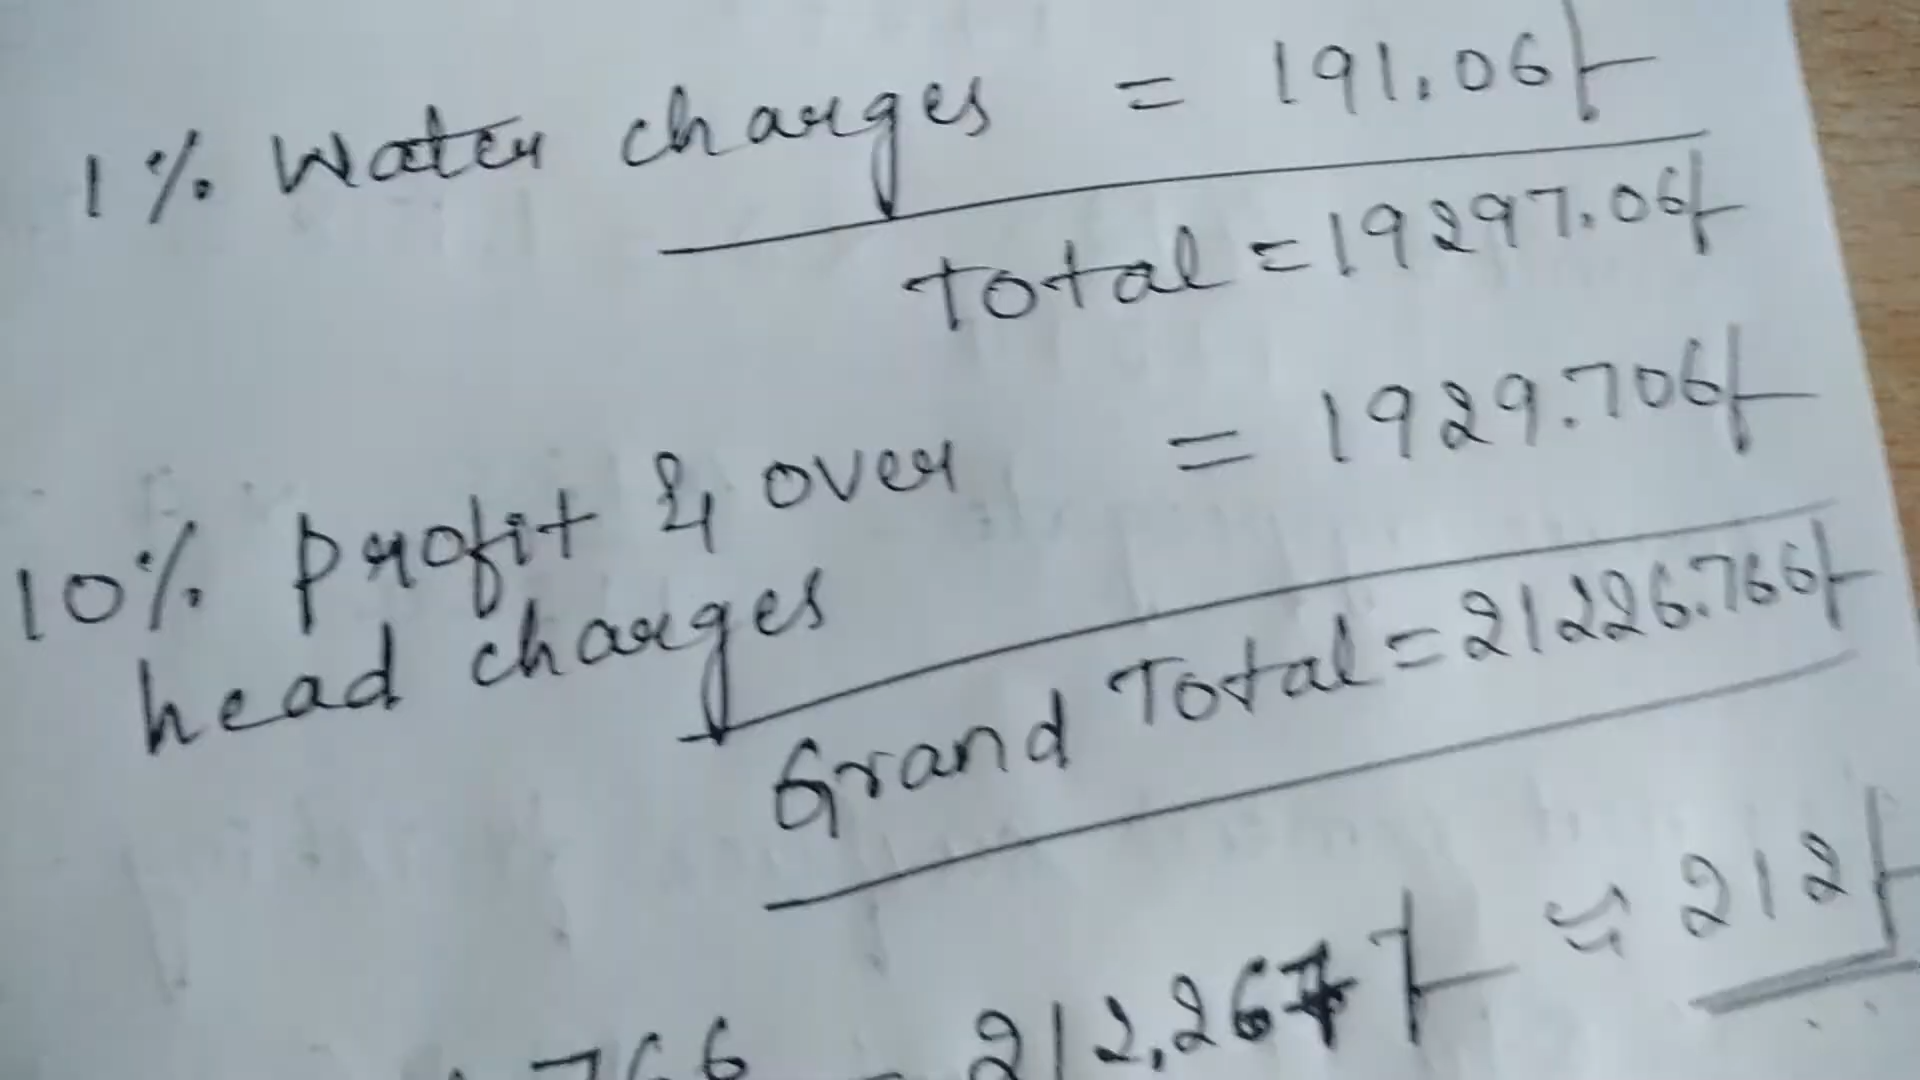 1% Water charges = 191.06/-
Total = 19297.06/-
10% Profit & over = 1929.706/-
head charges
Grand Total = 21226.766/-
766 = 212.267/- ≈ 212/-